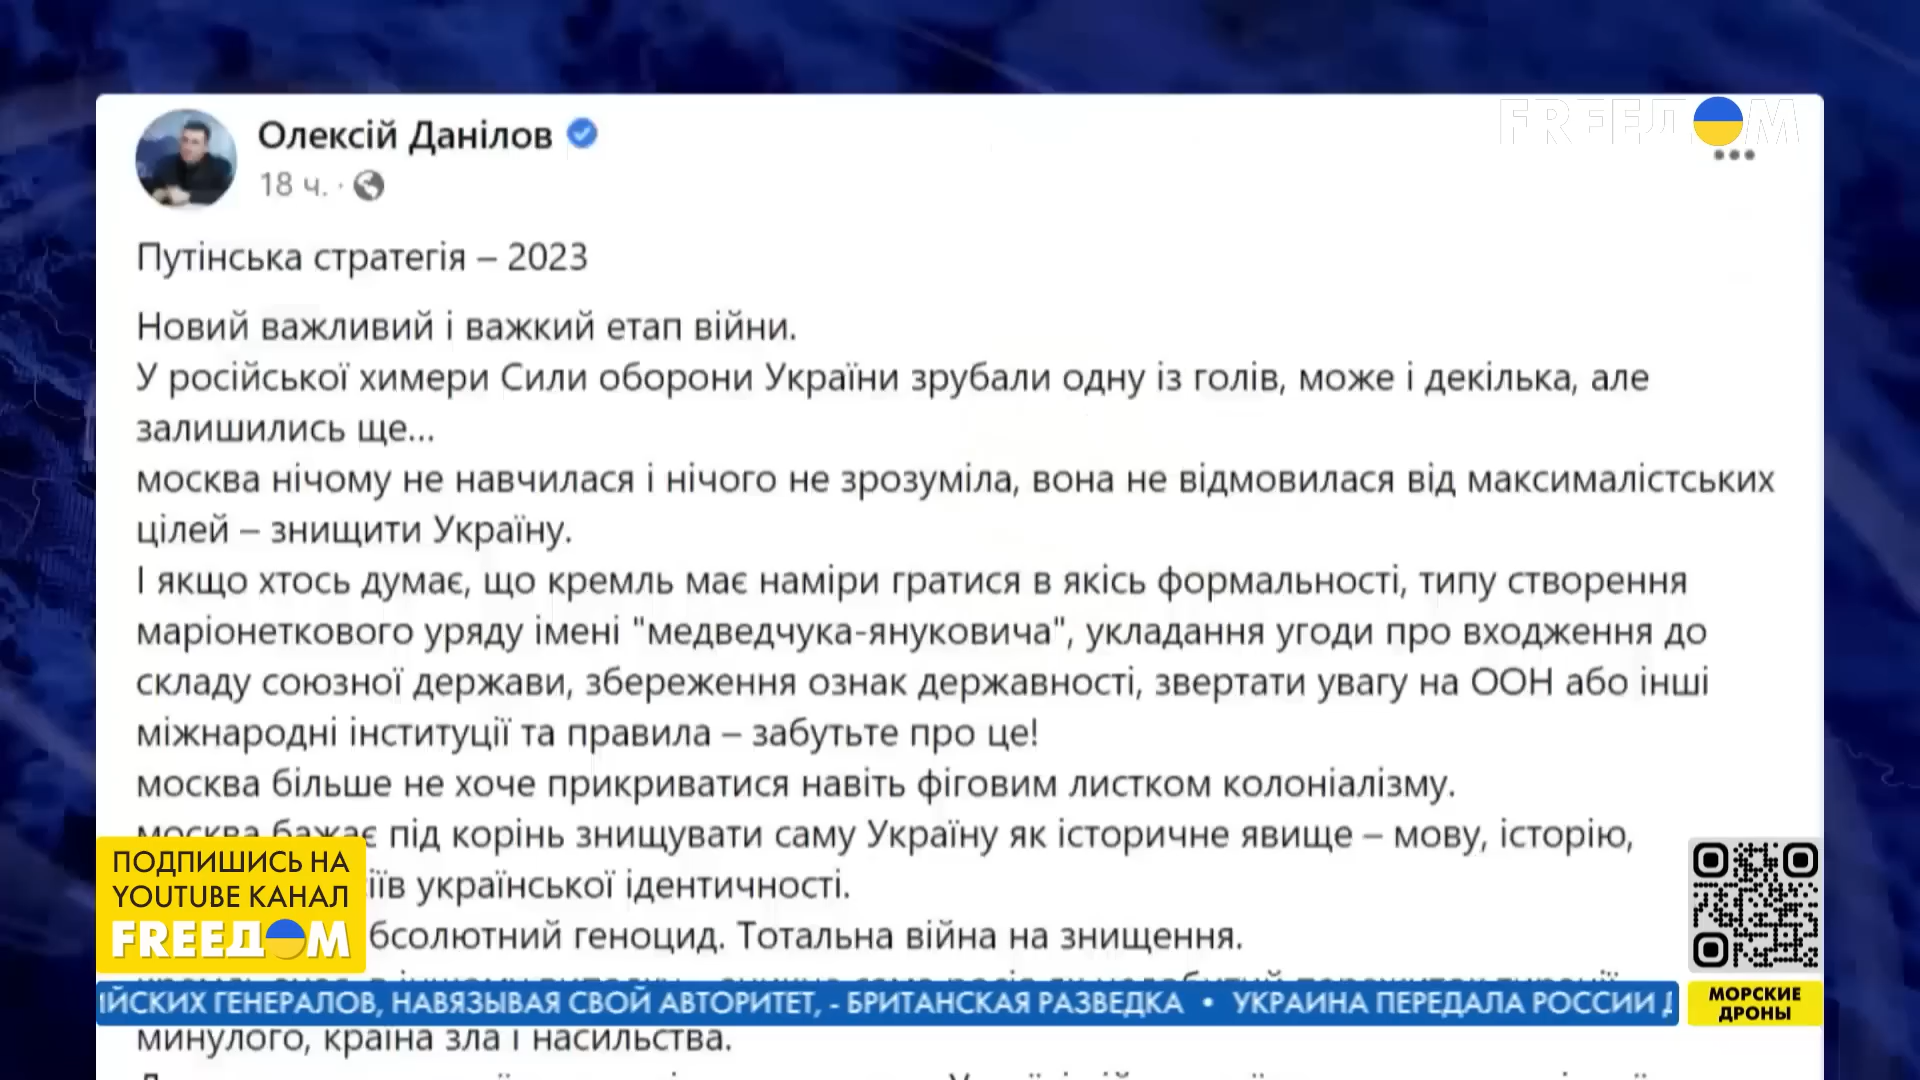 FREEДOM
Олексій Данілов
18 ч. ·
Путінська стратегія – 2023
Новий важливий і важкий етап війни.
У російської химери Сили оборони України зрубали одну із голів, може і декілька, але
залишились ще...
москва нічому не навчилася і нічого не зрозуміла, вона не відмовилася від максималістських
цілей – знищити Україну.
І якщо хтось думає, що кремль має наміри гратися в якісь формальності, типу створення
маріонеткового уряду імені "медведчука-януковича", укладання угоди про входження до
складу союзної держави, збереження ознак державності, звертати увагу на ООН або інші
міжнародні інституції та правила – забутьте про це!
москва більше не хоче прикриватися навіть фіговим листком колоніалізму.
москва бажає під корінь знищувати саму Україну як історичне явище – мову, історію,
української ідентичності.
бсолютний геноцид. Тотальна війна на знищення.
минулого, країна зла і насильства.
ПОДПИШИСЬ НА
YOUTUBE КАНАЛ
FREEДOM
ЙСКИХ ГЕНЕРАЛОВ, НАВЯЗЫВАЯ СВОЙ АВТОРИТЕТ, - БРИТАНСКАЯ РАЗВЕДКА • УКРАИНА ПЕРЕДАЛА РОССИИ
МОРСКИЕ
ДРОНЫ